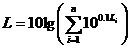 L = 10lg(∑_{i=1}^{n} 10^{0.1L_i})